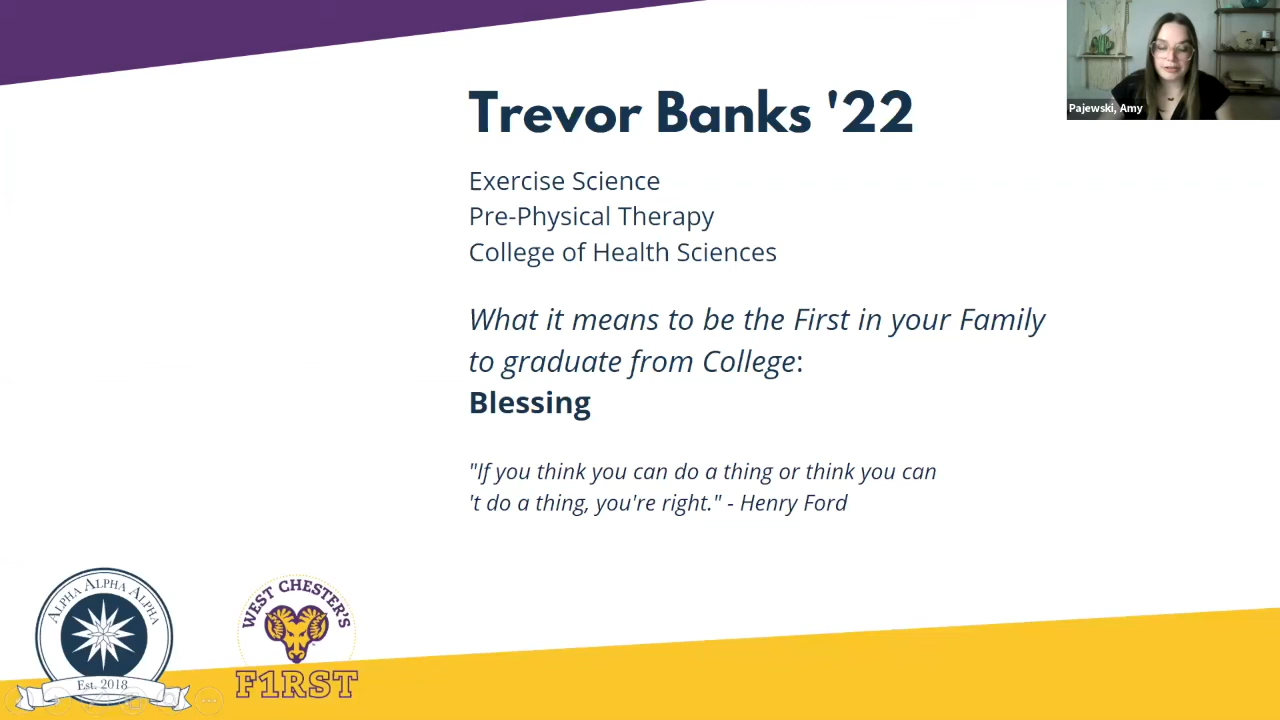 Trevor Banks '22
Pajewski, Amy
Exercise Science
Pre-Physical Therapy
College of Health Sciences
What it means to be the First in your Family
to graduate from College:
Blessing
"If you think you can do a thing or think you can
't do a thing, you're right." - Henry Ford
ALPHA ALPHA ALPHA
Est. 2018
WEST CHESTER'S
F1RST